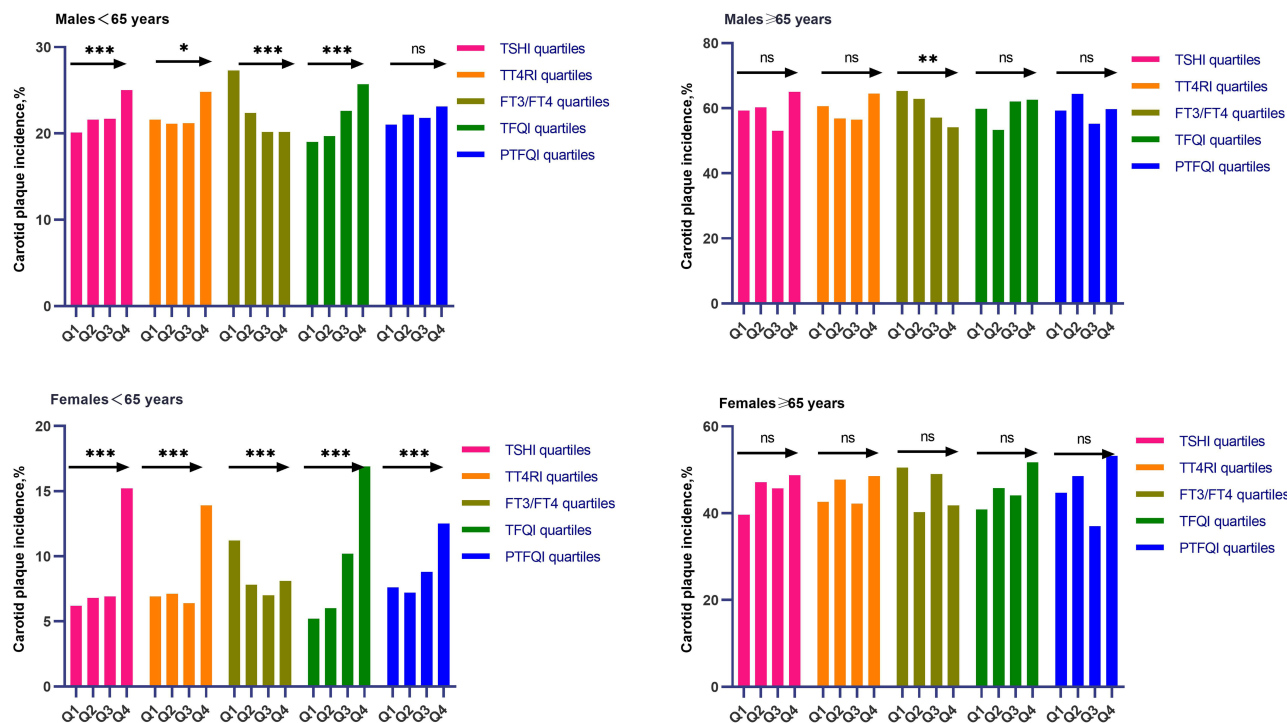 Males＜65 years
Carotid plaque incidence,%
30
20
10
0
***
*
***
***
ns
Q1 Q2 Q3 Q4 Q1 Q2 Q3 Q4 Q1 Q2 Q3 Q4 Q1 Q2 Q3 Q4 Q1 Q2 Q3 Q4
TSHI quartiles
TT4RI quartiles
FT3/FT4 quartiles
TFQI quartiles
PTFQI quartiles
Males≥65 years
Carotid plaque incidence,%
80
60
40
20
0
ns
ns
**
ns
ns
Q1 Q2 Q3 Q4 Q1 Q2 Q3 Q4 Q1 Q2 Q3 Q4 Q1 Q2 Q3 Q4 Q1 Q2 Q3 Q4
TSHI quartiles
TT4RI quartiles
FT3/FT4 quartiles
TFQI quartiles
PTFQI quartiles
Females＜65 years
Carotid plaque incidence,%
20
15
10
5
0
***
***
***
***
***
Q1 Q2 Q3 Q4 Q1 Q2 Q3 Q4 Q1 Q2 Q3 Q4 Q1 Q2 Q3 Q4 Q1 Q2 Q3 Q4
TSHI quartiles
TT4RI quartiles
FT3/FT4 quartiles
TFQI quartiles
PTFQI quartiles
Females≥65 years
Carotid plaque incidence,%
60
40
20
0
ns
ns
ns
ns
ns
Q1 Q2 Q3 Q4 Q1 Q2 Q3 Q4 Q1 Q2 Q3 Q4 Q1 Q2 Q3 Q4 Q1 Q2 Q3 Q4
TSHI quartiles
TT4RI quartiles
FT3/FT4 quartiles
TFQI quartiles
PTFQI quartiles